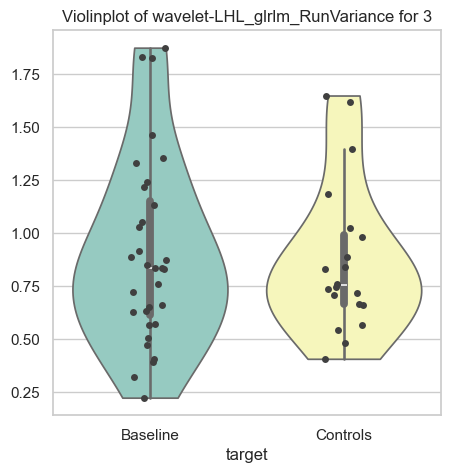 Violinplot of wavelet-LHL_glrlm_RunVariance for 3
1.75
1.50
1.25
1.00
0.75
0.50
0.25
Baseline Controls
target